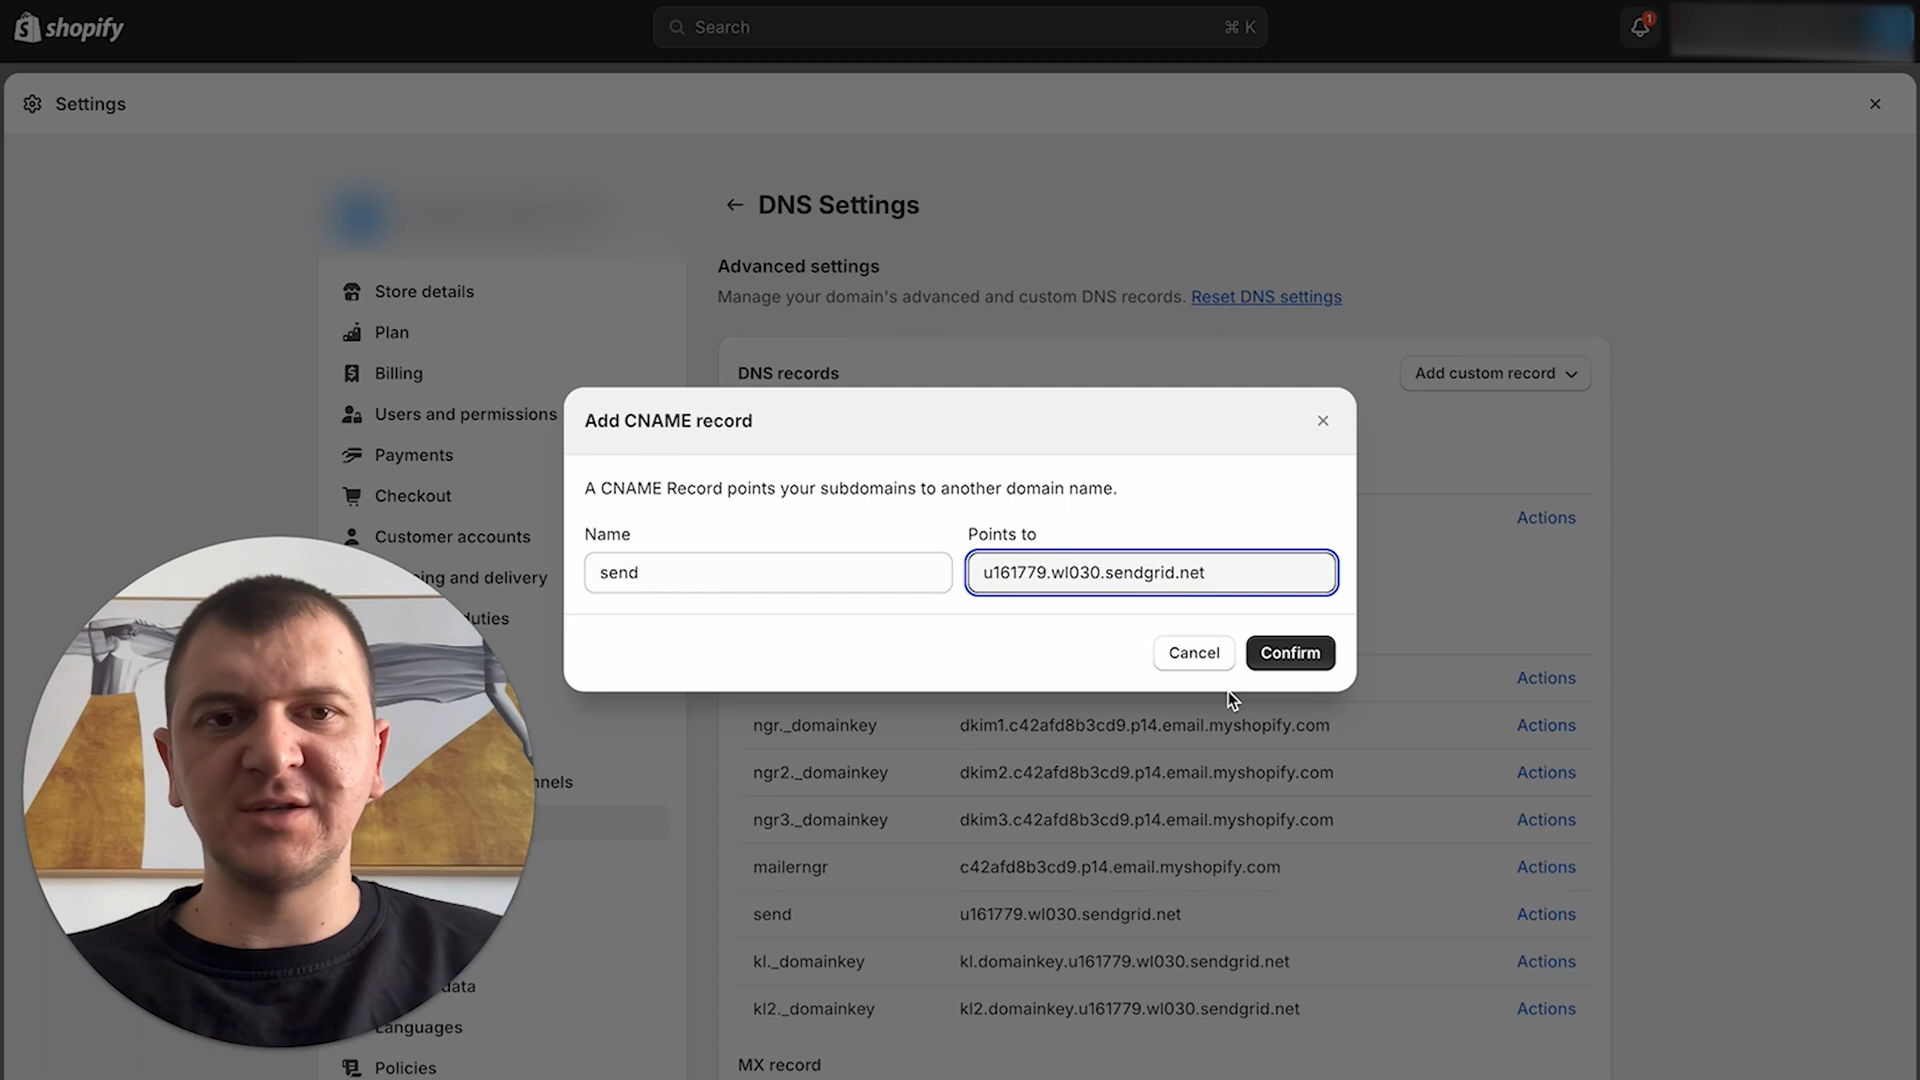 shopify
Search
⌘ K
1
Settings
DNS Settings
Advanced settings
Manage your domain's advanced and custom DNS records. Reset DNS settings
Store details
Plan
Billing
Users and permissions
Payments
Checkout
Customer accounts
ing and delivery
uties
nnels
data
Languages
Policies
DNS records
Add custom record
Actions
Add CNAME record
A CNAME Record points your subdomains to another domain name.
Name
Points to
send
u161779.wl030.sendgrid.net
Cancel
Confirm
Actions
ngr._domainkey dkim1.c42afd8b3cd9.p14.email.myshopify.com Actions
ngr2._domainkey dkim2.c42afd8b3cd9.p14.email.myshopify.com Actions
ngr3._domainkey dkim3.c42afd8b3cd9.p14.email.myshopify.com Actions
mailerngr c42afd8b3cd9.p14.email.myshopify.com Actions
send u161779.wl030.sendgrid.net Actions
kl._domainkey kl.domainkey.u161779.wl030.sendgrid.net Actions
kl2._domainkey kl2.domainkey.u161779.wl030.sendgrid.net Actions
MX record